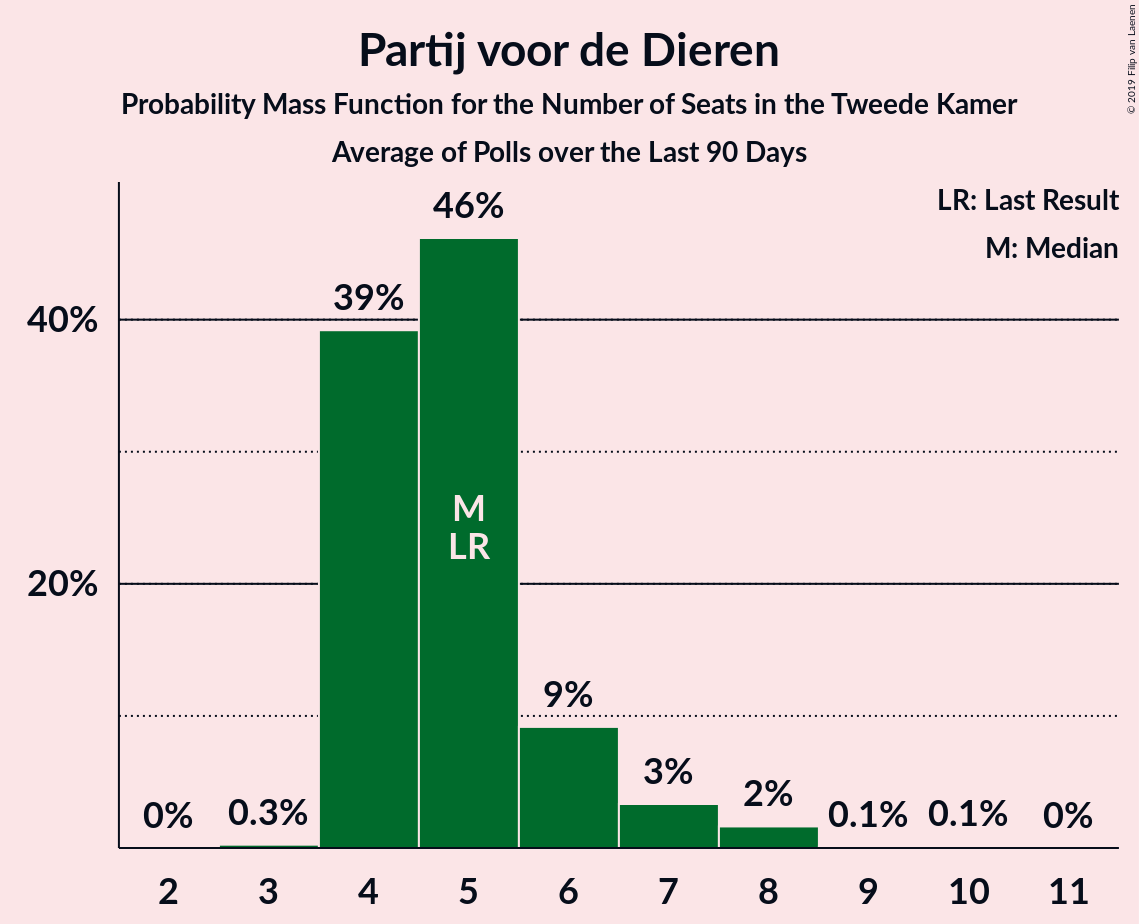 Partij voor de Dieren
Probability Mass Function for the Number of Seats in the Tweede Kamer
Average of Polls over the Last 90 Days
© 2019 Filip van Laenen
LR: Last Result
M: Median
40%
20%
0%
0.3%
39%
46%
9%
3%
2%
0.1%
0.1%
0%
M
LR
2 3 4 5 6 7 8 9 10 11